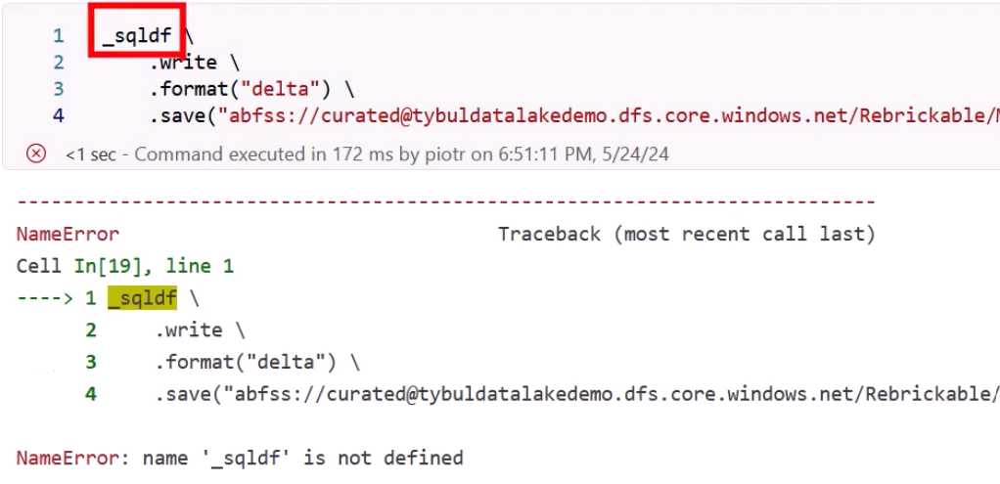 1 _sqldf \
2 .write \
3 .format("delta") \
4 .save("abfss://curated@tybuldatalakedemo.dfs.core.windows.net/Rebrickable/
<1 sec - Command executed in 172 ms by piotr on 6:51:11 PM, 5/24/24
---------------------------------------------------------------------------
NameError Traceback (most recent call last)
Cell In[19], line 1
----> 1 _sqldf \
2 .write \
3 .format("delta") \
4 .save("abfss://curated@tybuldatalakedemo.dfs.core.windows.net/Rebrickable/
NameError: name '_sqldf' is not defined